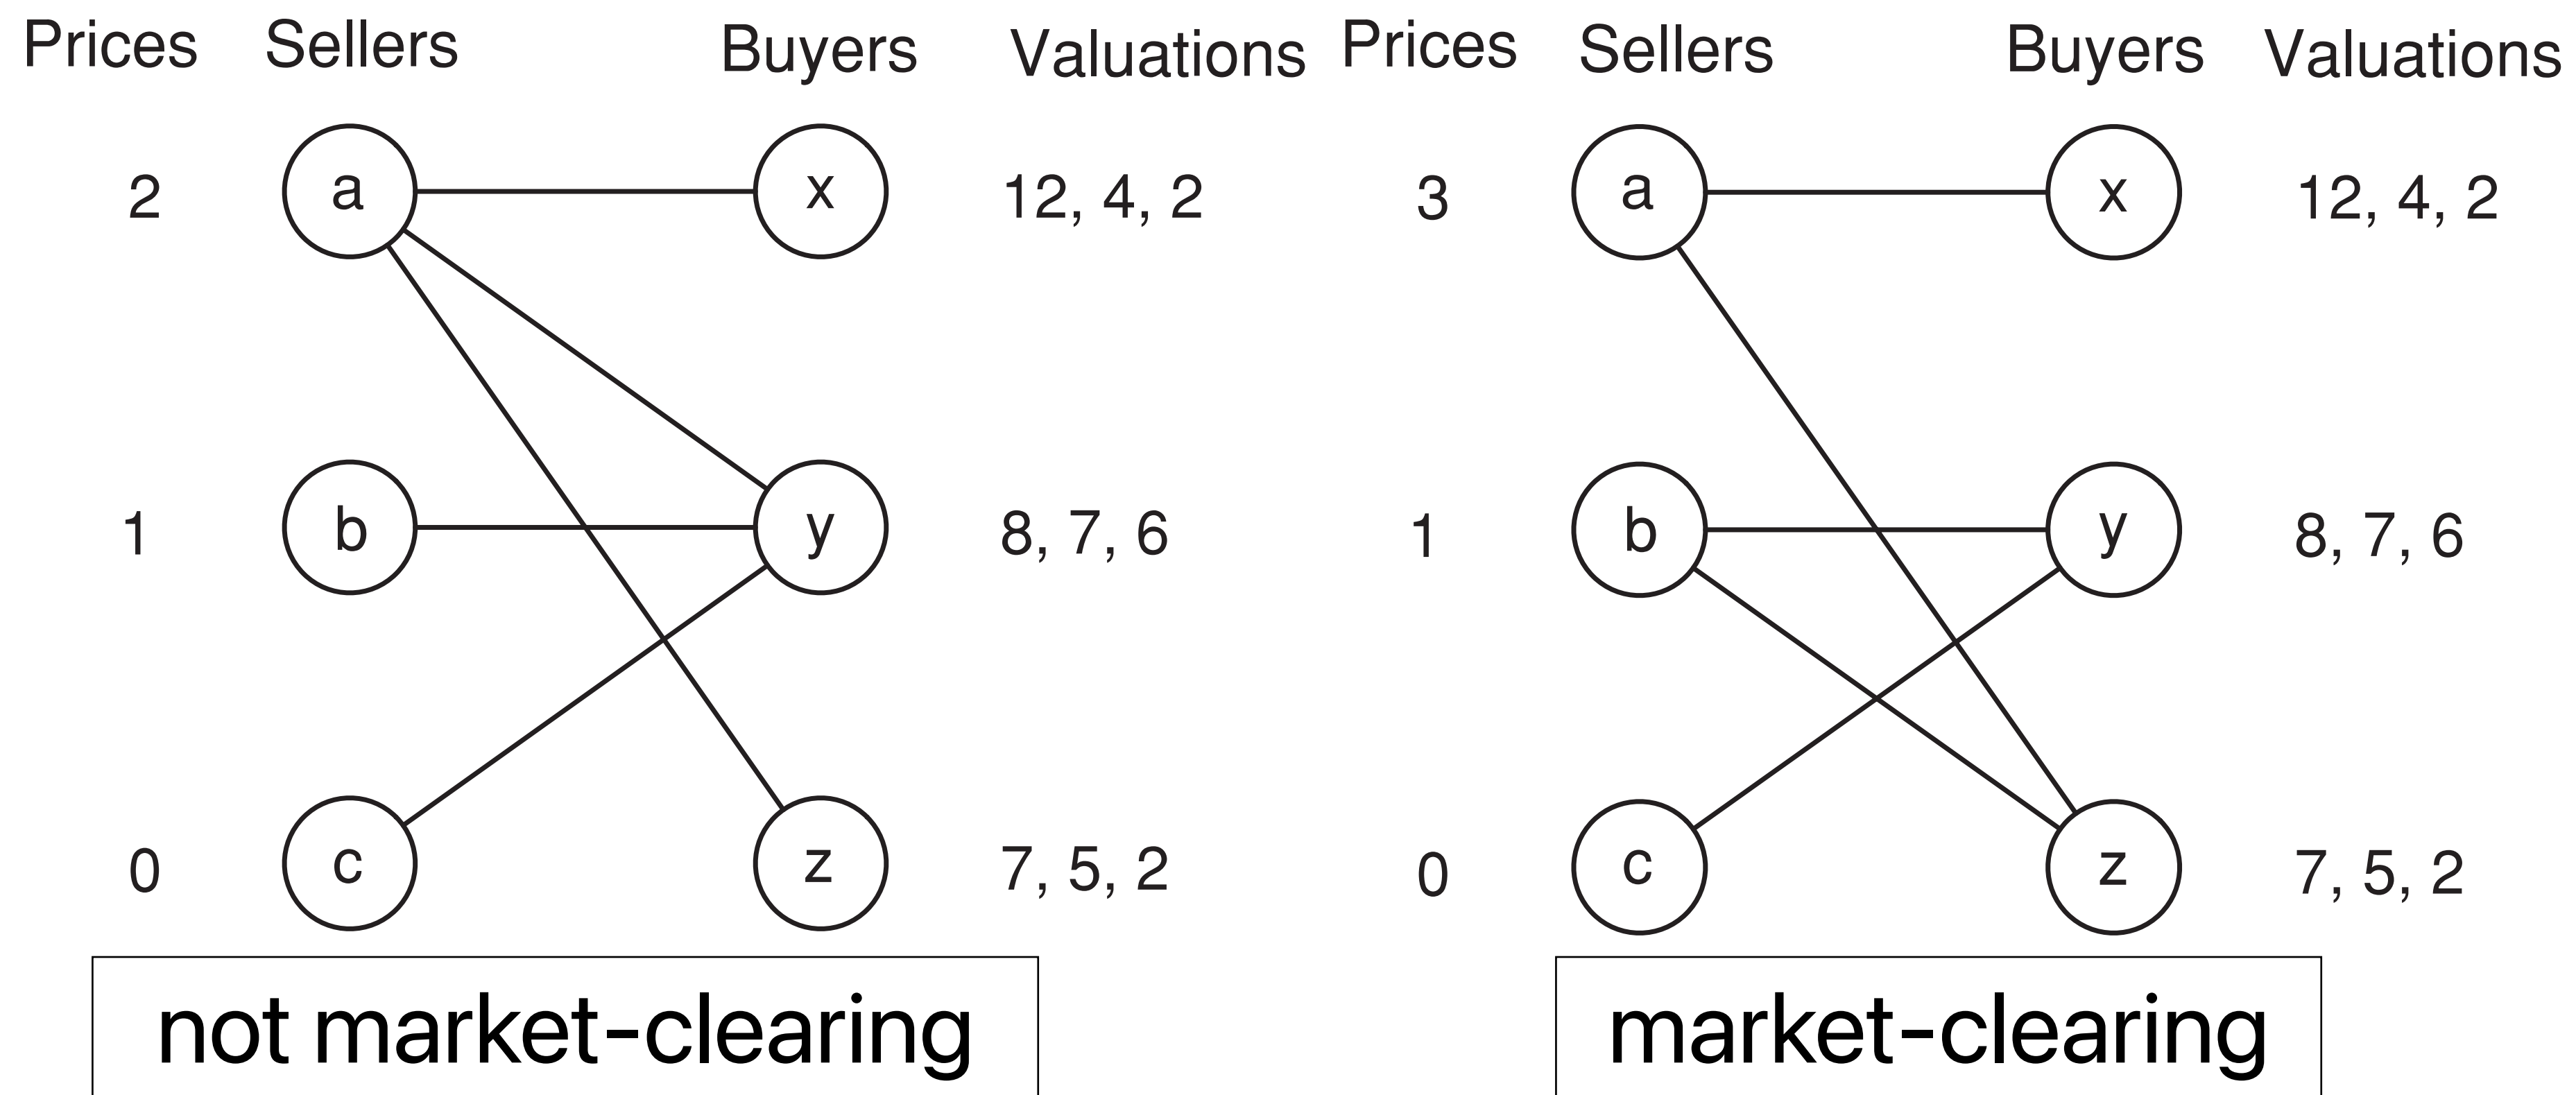 Prices Sellers Buyers Valuations
2 a x 12, 4, 2
1 b y 8, 7, 6
0 c z 7, 5, 2
not market-clearing
Prices Sellers Buyers Valuations
3 a x 12, 4, 2
1 b y 8, 7, 6
0 c z 7, 5, 2
market-clearing